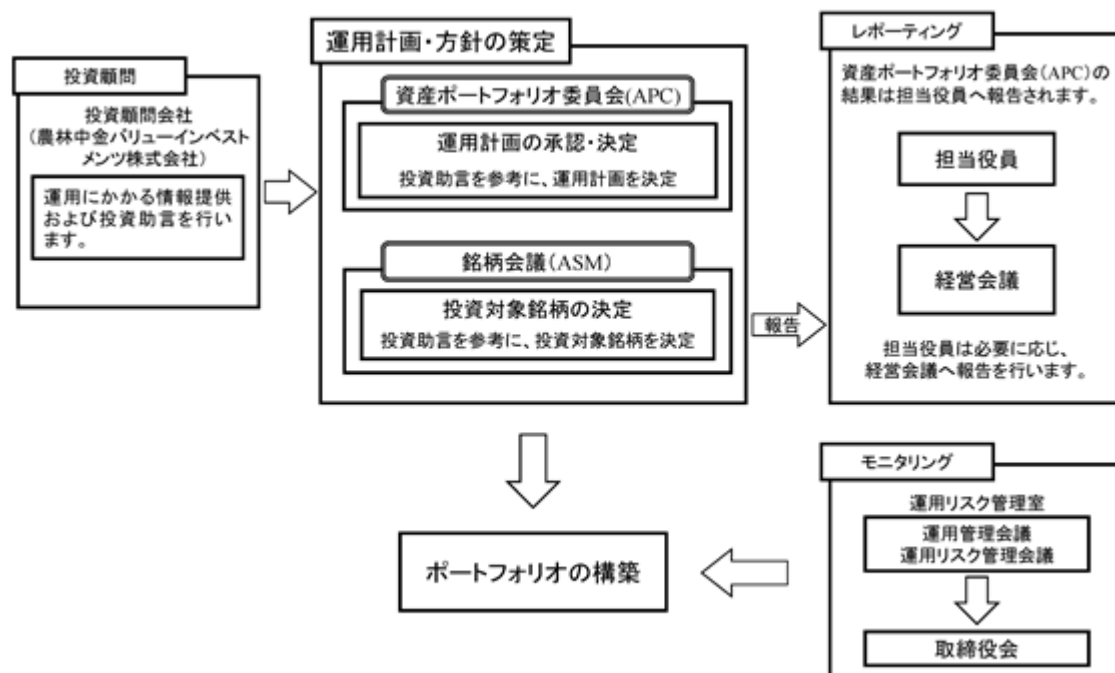 投資顧問
投資顧問会社
(農林中金バリューインベスト
メンツ株式会社)
運用にかかる情報提供
および投資助言を行い
ます。
運用計画・方針の策定
資産ポートフォリオ委員会(APC)
運用計画の承認・決定
投資助言を参考に、運用計画を決定
銘柄会議(ASM)
投資対象銘柄の決定
投資助言を参考に、投資対象銘柄を決定
報告
レポーティング
資産ポートフォリオ委員会(APC)の
結果は担当役員へ報告されます。
担当役員
経営会議
担当役員は必要に応じ、
経営会議へ報告を行います。
ポートフォリオの構築
モニタリング
運用リスク管理室
運用管理会議
運用リスク管理会議
取締役会